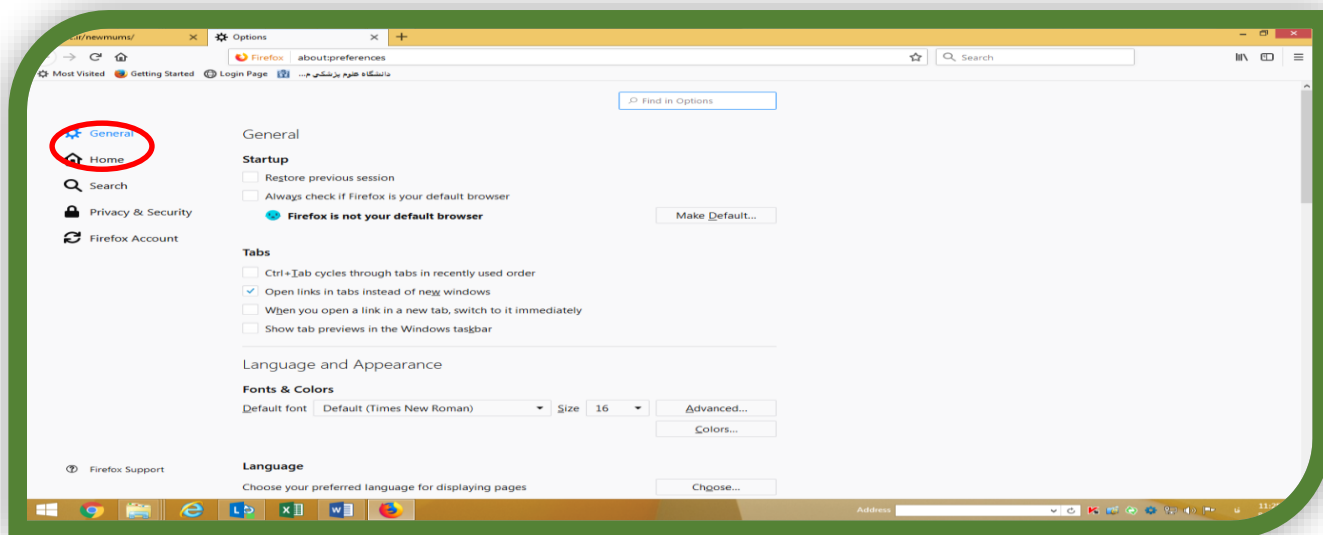 /newmums/
Options
Firefox about:preferences
Search
Most Visited Getting Started Login Page دانشگاه علوم پزشکی م...
Find in Options
General
Home
Search
Privacy & Security
Firefox Account
Firefox Support
General
Startup
Restore previous session
Always check if Firefox is your default browser
Firefox is not your default browser Make Default...
Tabs
Ctrl+Tab cycles through tabs in recently used order
Open links in tabs instead of new windows
When you open a link in a new tab, switch to it immediately
Show tab previews in the Windows taskbar
Language and Appearance
Fonts & Colors
Default font Default (Times New Roman) Size 16 Advanced...
Colors...
Language
Choose your preferred language for displaying pages Choose...
Address